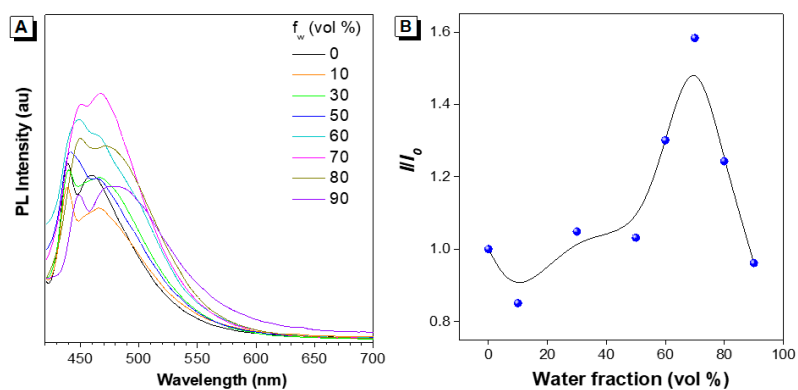 A
f_w (vol %)
0
10
30
50
60
70
80
90
PL Intensity (au)
450 500 550 600 650 700
Wavelength (nm)
B
1.6
1.4
1.2
1.0
0.8
I/I_0
0 20 40 60 80 100
Water fraction (vol %)